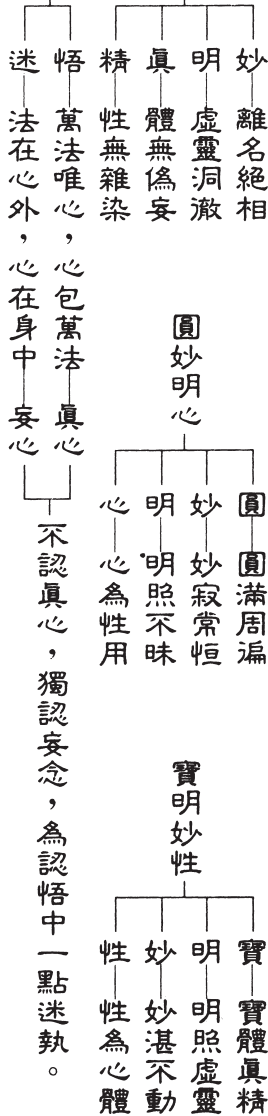 妙—離名絕相
明—虛靈洞徹
眞—體無偽妄
精—性無雜染
悟—萬法唯心，心包萬法—眞心
迷—法在心外，心在身中—妄心
不認眞心，獨認妄念，為認悟中一點迷執。
圓妙明心
圓—圓滿周遍
妙—妙寂常恒
明—明照不昧
心—心為性用
寶明妙性
寶—寶體眞精
明—明照虛靈
妙—妙湛不動
性—性為心體